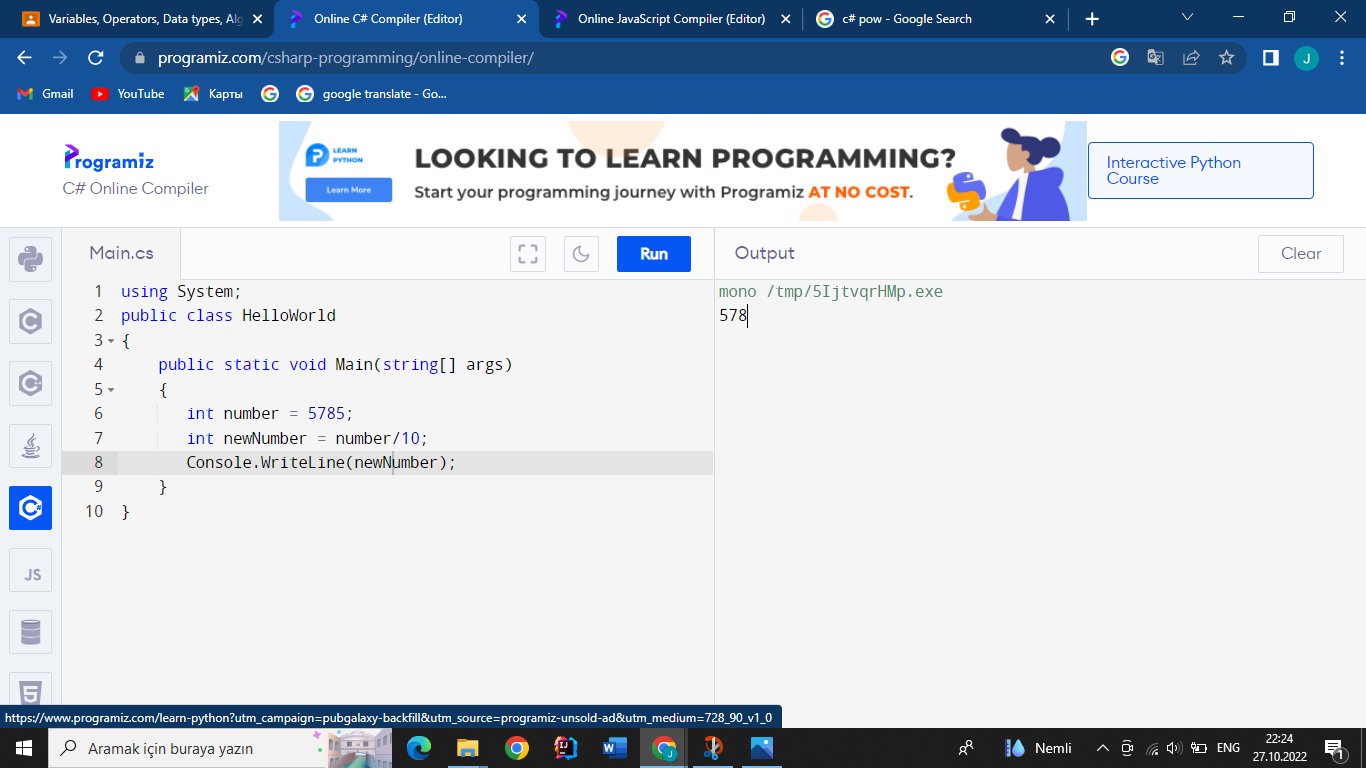 Variables, Operators, Data types, Alg
Online C# Compiler (Editor)
Online JavaScript Compiler (Editor)
c# pow - Google Search
programiz.com/csharp-programming/online-compiler/
J
Gmail
YouTube
Карты
google translate - Go...
Programiz
C# Online Compiler
LEARN
PYTHON
Learn More
LOOKING TO LEARN PROGRAMMING?
Start your programming journey with Programiz AT NO COST.
Interactive Python
Course
Main.cs
Run
Output
Clear
1 using System;
2 public class HelloWorld
3 {
4 public static void Main(string[] args)
5 {
6 int number = 5785;
7 int newNumber = number/10;
8 Console.WriteLine(newNumber);
9 }
10 }
mono /tmp/5IjtvqrHMp.exe
578
JS
https://www.programiz.com/learn-python?utm_campaign=pubgalaxy-backfill&utm_source=programiz-unsold-ad&utm_medium=728_90_v1_0
Aramak için buraya yazın
Nemli
ENG
22:24
27.10.2022
1